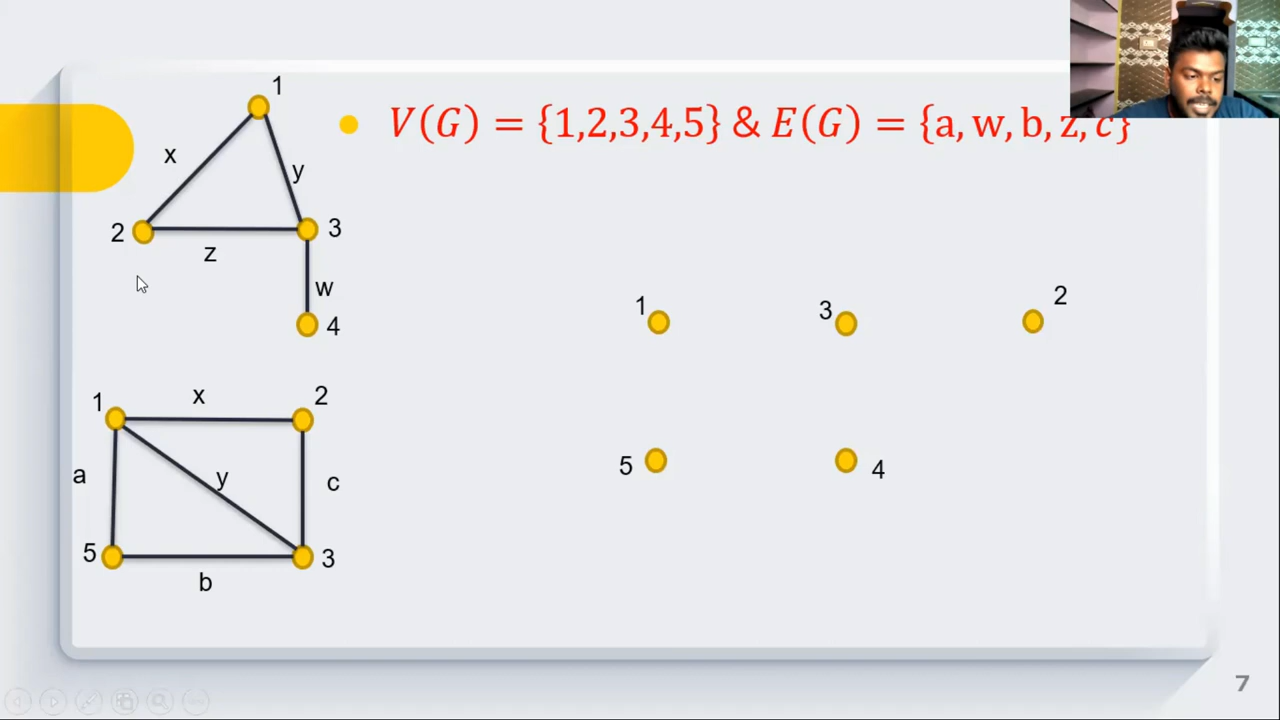 V(G) = {1,2,3,4,5} & E(G) = {a, w, b, z, c}
1
x
y
2
3
z
w
4
1
x
2
a
y
c
5
3
b
1
3
2
5
4
7